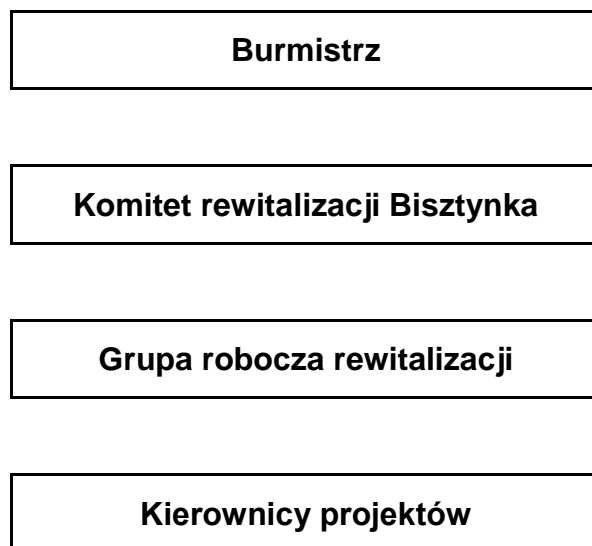 Burmistrz
Komitet rewitalizacji Bisztynka
Grupa robocza rewitalizacji
Kierownicy projektów